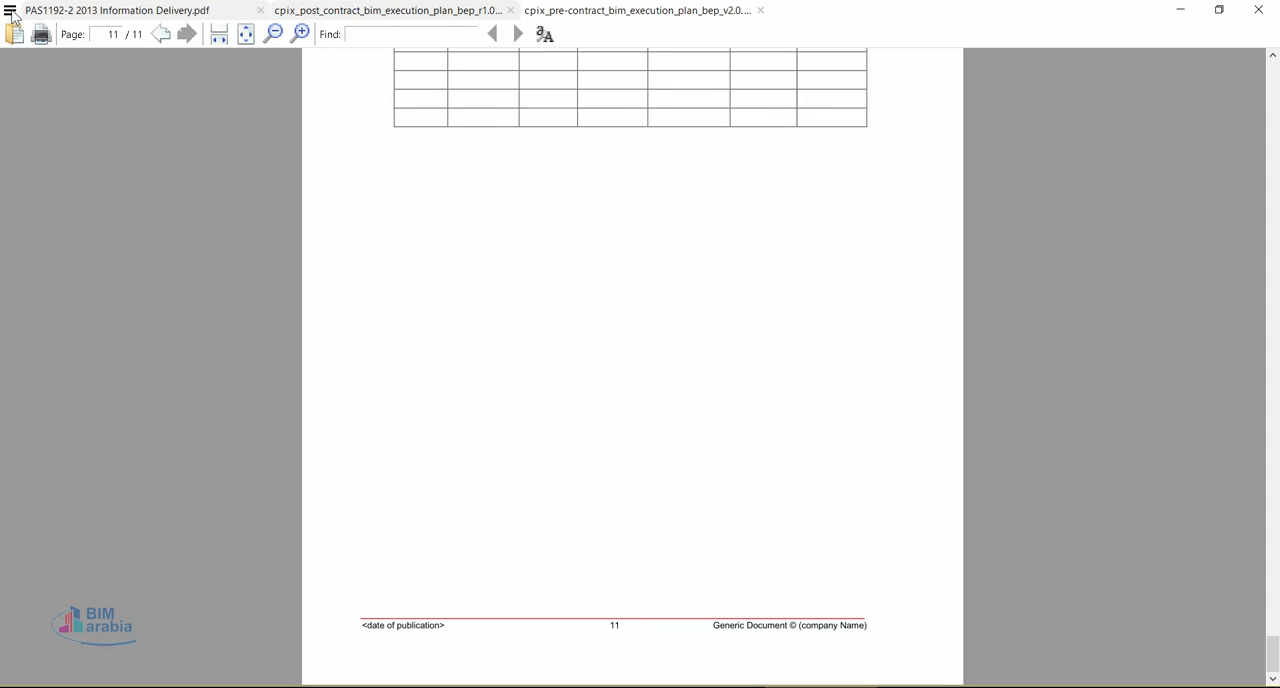 PAS1192-2 2013 Information Delivery.pdf
cpix_post_contract_bim_execution_plan_bep_r1.0...
cpix_pre-contract_bim_execution_plan_bep_v2.0....
Page: 11 / 11
Find:
BIM
arabia
<date of publication>
11
Generic Document © (company Name)